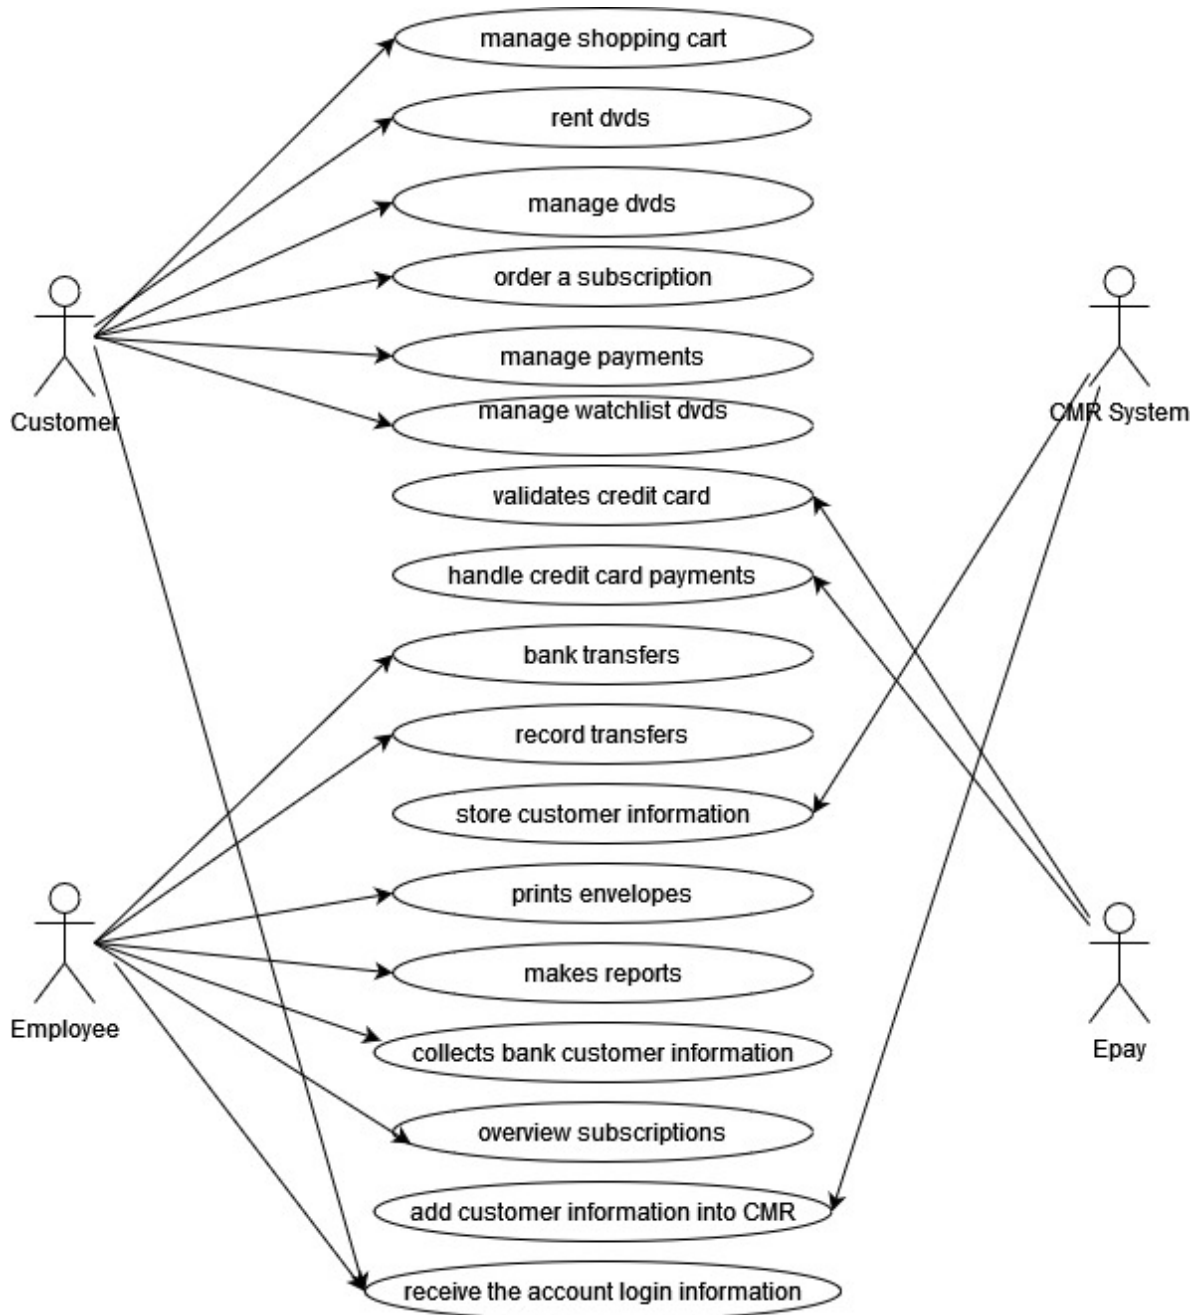 manage shopping cart
rent dvds
manage dvds
order a subscription
manage payments
Customer
manage watchlist dvds
CMR System
validates credit card
handle credit card payments
bank transfers
record transfers
store customer information
prints envelopes
makes reports
Employee
collects bank customer information
Epay
overview subscriptions
add customer information into CMR
receive the account login information